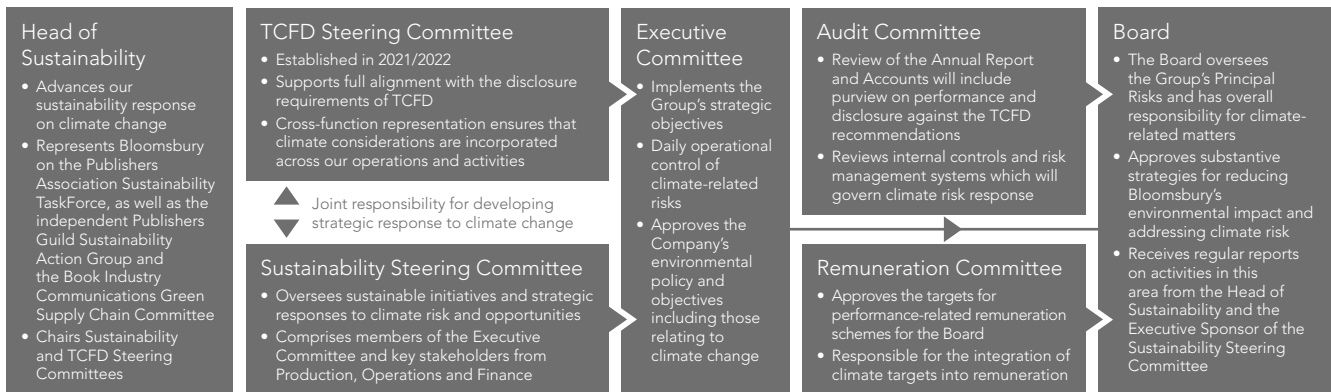 Head of
Sustainability
• Advances our
sustainability response
on climate change
• Represents Bloomsbury
on the Publishers
Association Sustainability
TaskForce, as well as the
independent Publishers
Guild Sustainability
Action Group and
the Book Industry
Communications Green
Supply Chain Committee
• Chairs Sustainability
and TCFD Steering
Committees
TCFD Steering Committee
• Established in 2021/2022
• Supports full alignment with the disclosure
requirements of TCFD
• Cross-function representation ensures that
climate considerations are incorporated
across our operations and activities
Joint responsibility for developing
strategic response to climate change
Sustainability Steering Committee
• Oversees sustainable initiatives and strategic
responses to climate risk and opportunities
• Comprises members of the Executive
Committee and key stakeholders from
Production, Operations and Finance
Executive
Committee
• Implements the
Group's strategic
objectives
• Daily operational
control of
climate-related
risks
• Approves the
Company's
environmental
policy and
objectives
including those
relating to
climate change
Audit Committee
• Review of the Annual Report
and Accounts will include
purview on performance and
disclosure against the TCFD
recommendations
• Reviews internal controls and risk
management systems which will
govern climate risk response
Remuneration Committee
• Approves the targets for
performance-related remuneration
schemes for the Board
• Responsible for the integration of
climate targets into remuneration
Board
• The Board oversees
the Group's Principal
Risks and has overall
responsibility for climate-
related matters
• Approves substantive
strategies for reducing
Bloomsbury's
environmental impact and
addressing climate risk
• Receives regular reports
on activities in this
area from the Head of
Sustainability and the
Executive Sponsor of the
Sustainability Steering
Committee